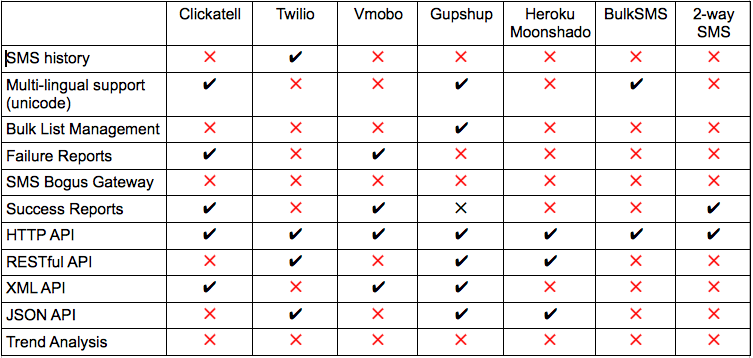 Clickatell Twilio Vmobo Gupshup Heroku Moonshado BulkSMS 2-way SMS
SMS history ✕ ✔ ✕ ✕ ✕ ✕ ✕
Multi-lingual support (unicode) ✔ ✕ ✕ ✔ ✕ ✔ ✕
Bulk List Management ✕ ✕ ✕ ✔ ✕ ✕ ✕
Failure Reports ✔ ✕ ✔ ✕ ✕ ✕ ✕
SMS Bogus Gateway ✕ ✕ ✕ ✕ ✕ ✕ ✕
Success Reports ✔ ✕ ✔ ✕ ✕ ✕ ✔
HTTP API ✔ ✔ ✔ ✔ ✔ ✔ ✔
RESTful API ✕ ✔ ✕ ✔ ✔ ✕ ✕
XML API ✔ ✕ ✔ ✔ ✕ ✕ ✕
JSON API ✕ ✔ ✕ ✔ ✔ ✕ ✕
Trend Analysis ✕ ✕ ✕ ✕ ✕ ✕ ✕